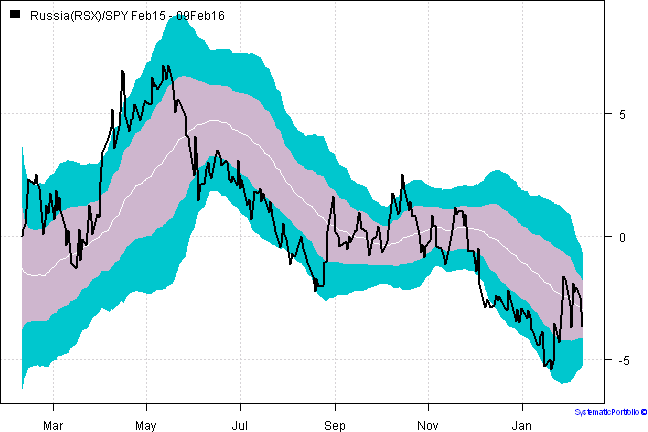 Russia(RSX)/SPY Feb15 - 09Feb16
5
0
-5
Mar May Jul Sep Nov Jan
SystematicPortfolio ©